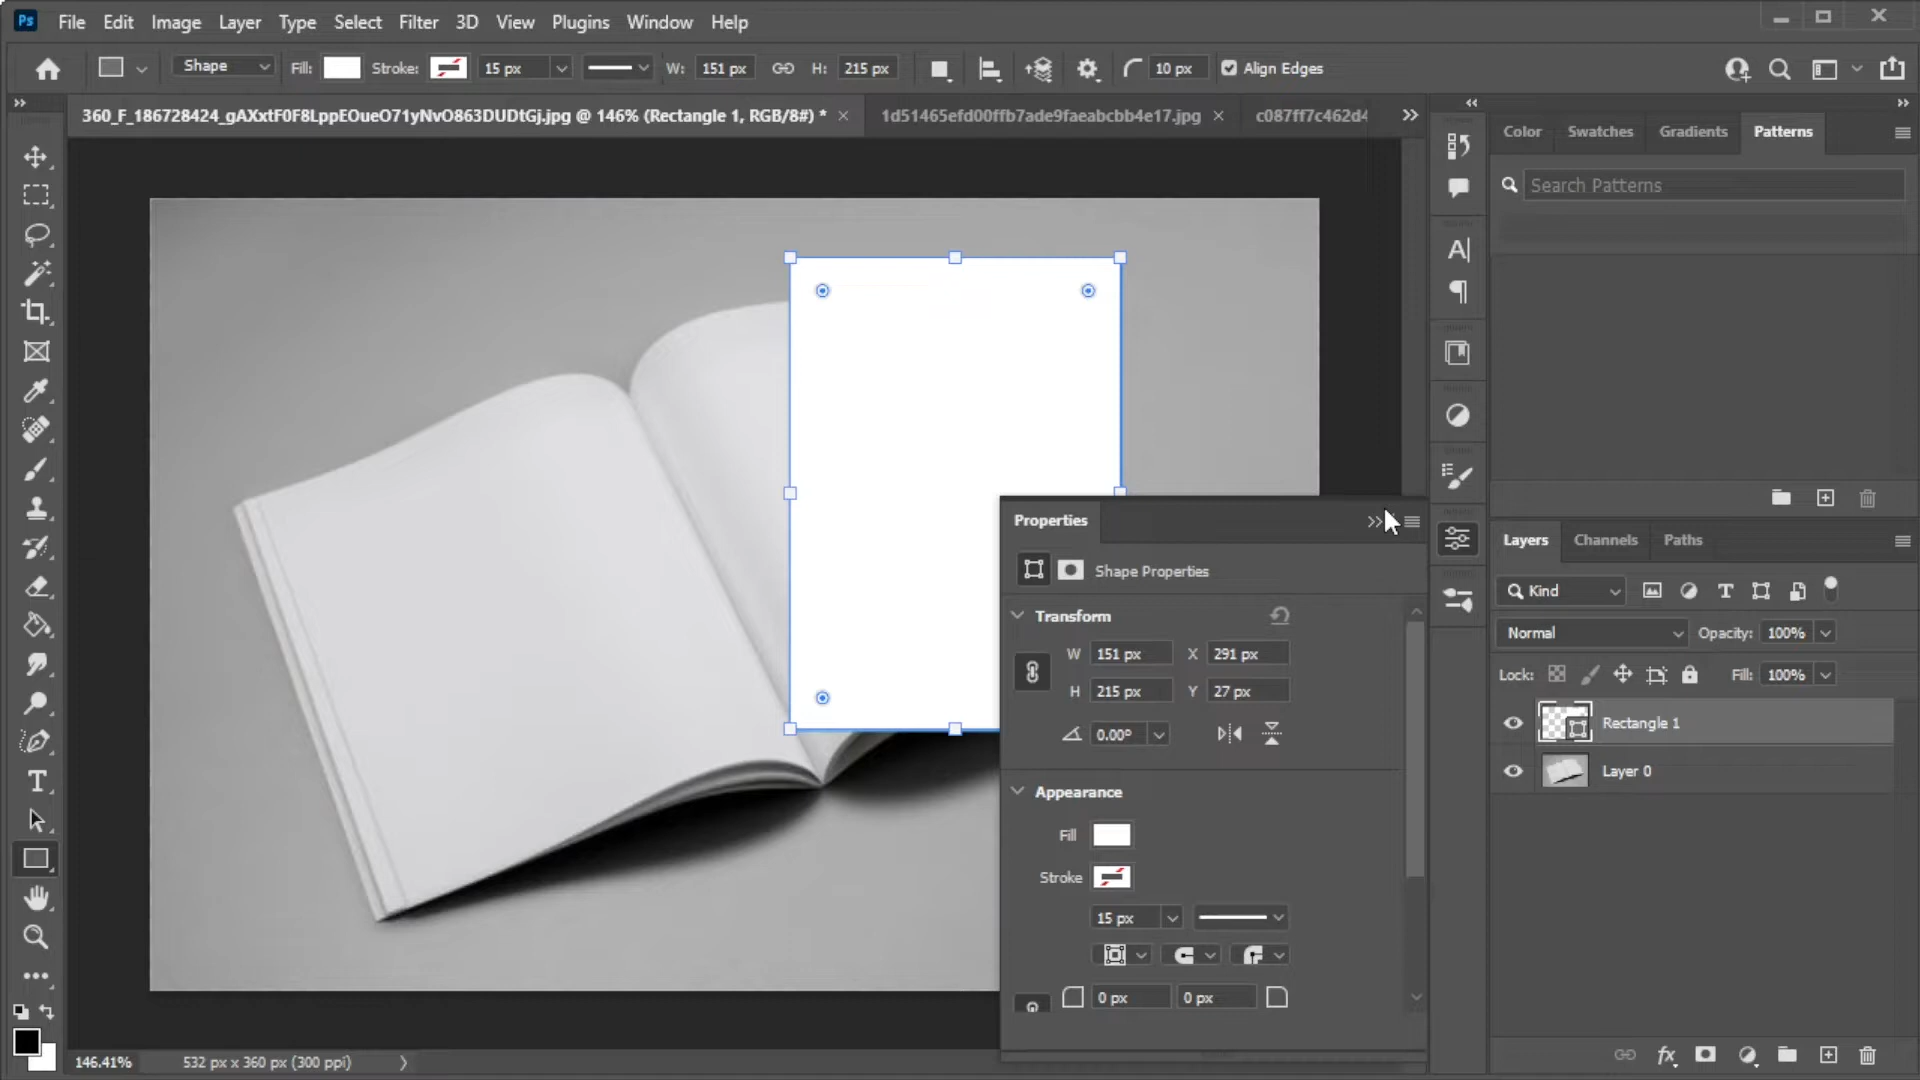 Ps File Edit Image Layer Type Select Filter 3D View Plugins Window Help
Shape Fill: Stroke: 15 px W: 151 px H: 215 px 10 px Align Edges
360_F_186728424_gAXxtF0F8LppEOueO71yNvO863DUDtGj.jpg @ 146% (Rectangle 1, RGB/8#) *
1d51465efd00ffb7ade9faeabcbb4e17.jpg
c087ff7c462d4
Color Swatches Gradients Patterns
Search Patterns
Properties
Shape Properties
Transform
W 151 px X 291 px
H 215 px Y 27 px
0.00°
Appearance
Fill
Stroke
15 px
0 px 0 px
Layers Channels Paths
Kind
Normal Opacity: 100%
Lock: Fill: 100%
Rectangle 1
Layer 0
fx
146.41% 532 px x 360 px (300 ppi)